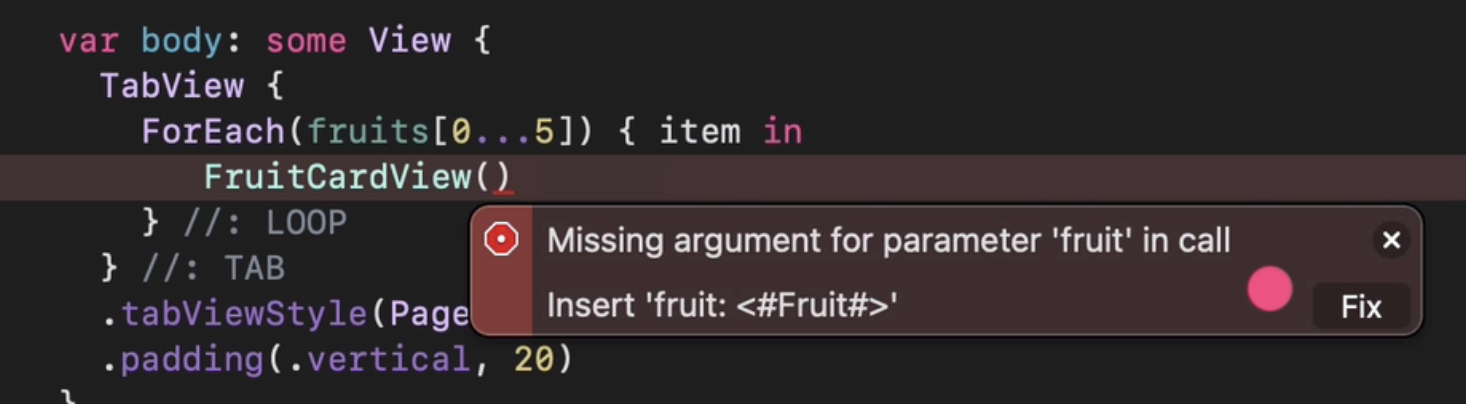 var body: some View {
TabView {
ForEach(fruits[0...5]) { item in
FruitCardView()
} //: LOOP
Missing argument for parameter 'fruit' in call
} //: TAB
Insert 'fruit: <#Fruit#>'
Fix
.tabViewStyle(Page
.padding(.vertical, 20)
}